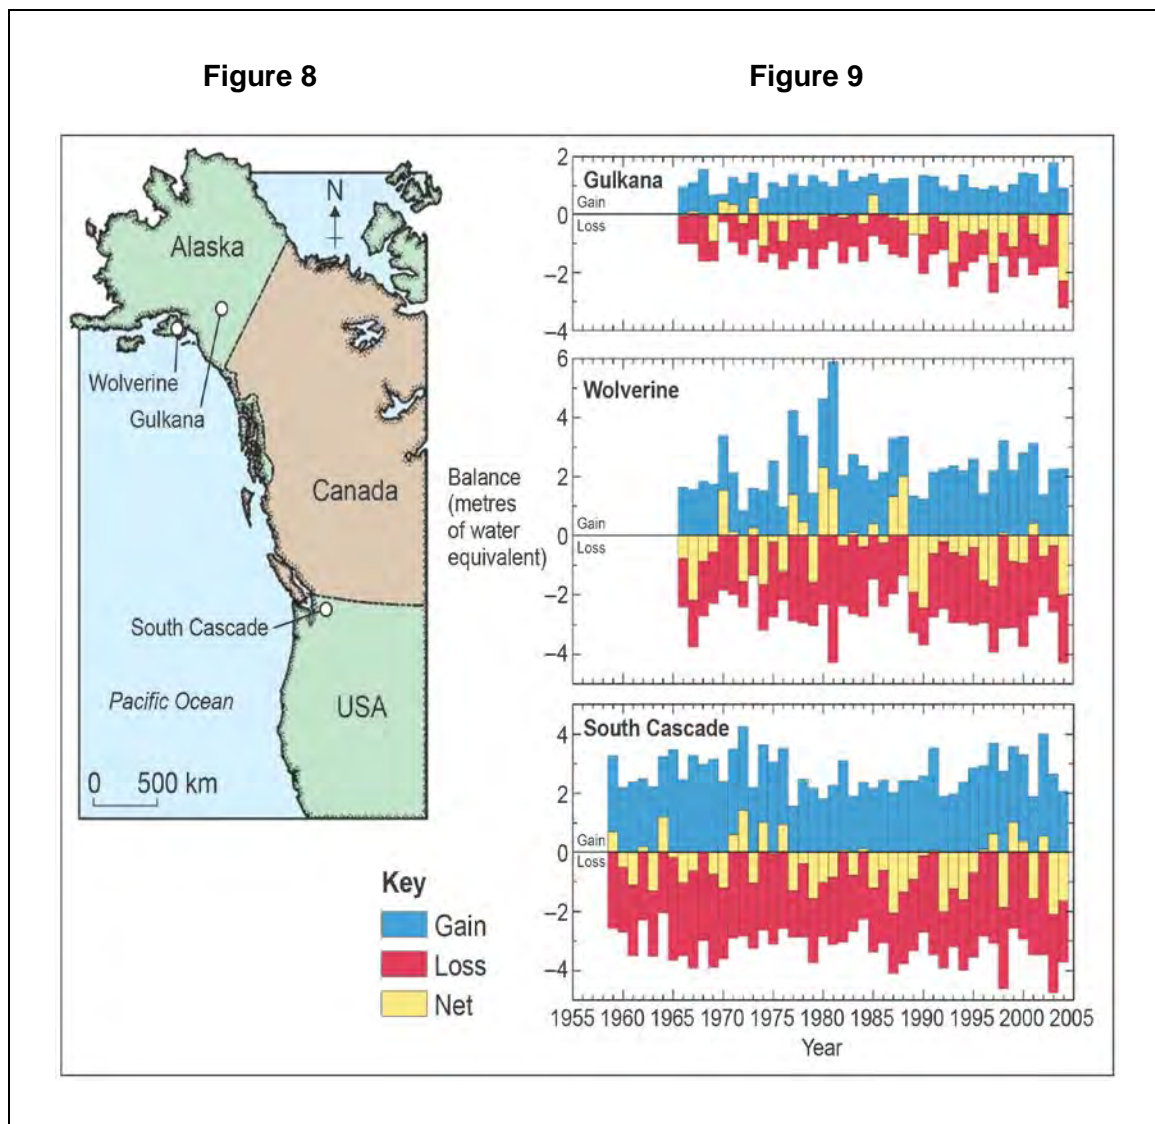 Figure 8
Figure 9
N
Alaska
Wolverine
Gulkana
Canada
South Cascade
Pacific Ocean
USA
0 500 km
Key
Gain
Loss
Net
Balance
(metres
of water
equivalent)
2
Gulkana
Gain
0
Loss
–2
–4
6
Wolverine
4
2
Gain
0
Loss
–2
–4
South Cascade
4
2
Gain
0
Loss
–2
–4
1955 1960 1965 1970 1975 1980 1985 1990 1995 2000 2005
Year